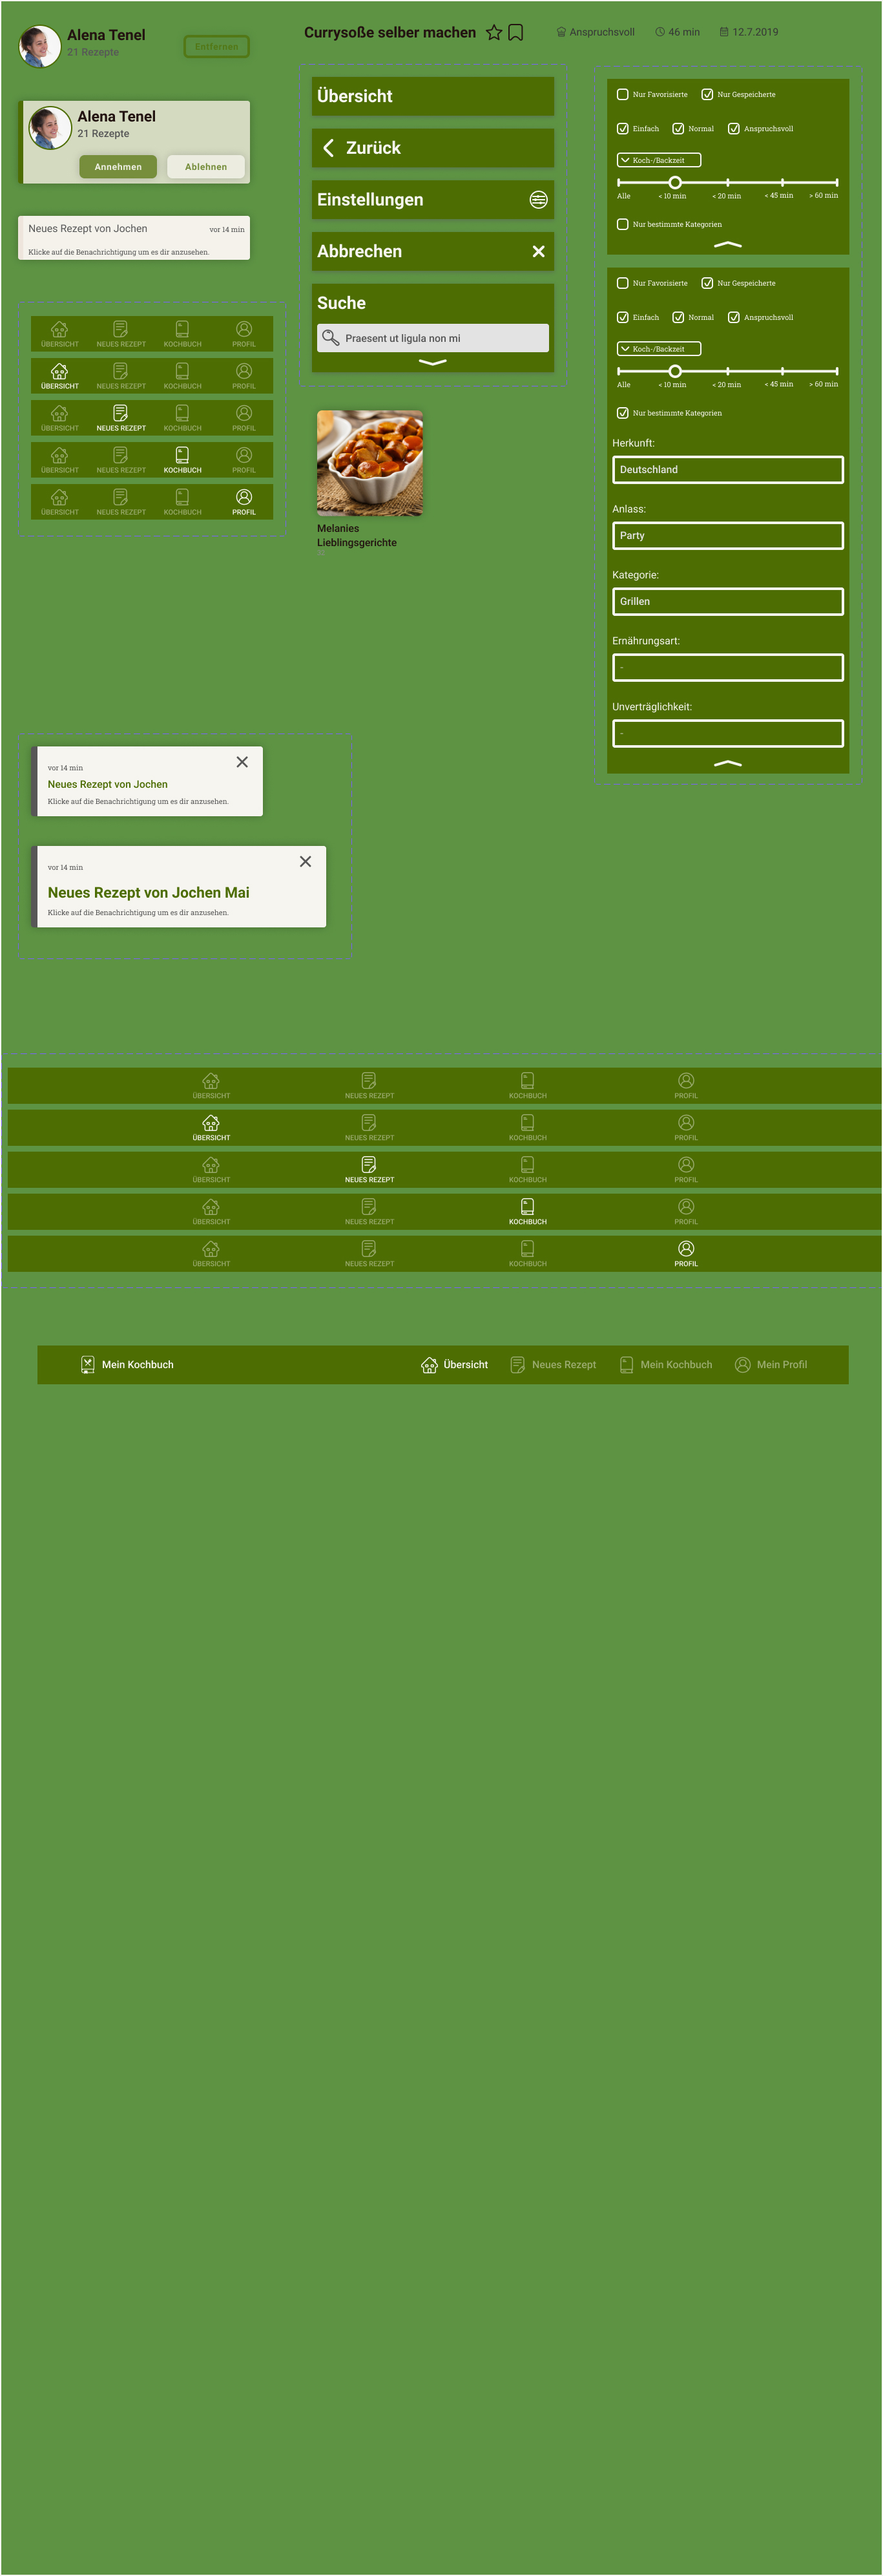 Alena Tenel
21 Rezepte
Entfernen
Alena Tenel
21 Rezepte
Annehmen Ablehnen
Neues Rezept von Jochen vor 14 min
Klicke auf die Benachrichtigung um es dir anzusehen.
ÜBERSICHT NEUES REZEPT KOCHBUCH PROFIL
ÜBERSICHT NEUES REZEPT KOCHBUCH PROFIL
ÜBERSICHT NEUES REZEPT KOCHBUCH PROFIL
ÜBERSICHT NEUES REZEPT KOCHBUCH PROFIL
ÜBERSICHT NEUES REZEPT KOCHBUCH PROFIL
Currysoße selber machen Anspruchsvoll 46 min 12.7.2019
Übersicht
Zurück
Einstellungen
Abbrechen
Suche
Praesent ut ligula non mi
Melanies
Lieblingsgerichte
Nur Favorisierte Nur Gespeicherte
Einfach Normal Anspruchsvoll
Koch-/Backzeit
Alle < 10 min < 20 min < 45 min > 60 min
Nur bestimmte Kategorien
Nur Favorisierte Nur Gespeicherte
Einfach Normal Anspruchsvoll
Koch-/Backzeit
Alle < 10 min < 20 min < 45 min > 60 min
Nur bestimmte Kategorien
Herkunft:
Deutschland
Anlass:
Party
Kategorie:
Grillen
Ernährungsart:
-
Unverträglichkeit:
-
vor 14 min
Neues Rezept von Jochen
Klicke auf die Benachrichtigung um es dir anzusehen.
vor 14 min
Neues Rezept von Jochen Mai
Klicke auf die Benachrichtigung um es dir anzusehen.
ÜBERSICHT NEUES REZEPT KOCHBUCH PROFIL
ÜBERSICHT NEUES REZEPT KOCHBUCH PROFIL
ÜBERSICHT NEUES REZEPT KOCHBUCH PROFIL
ÜBERSICHT NEUES REZEPT KOCHBUCH PROFIL
ÜBERSICHT NEUES REZEPT KOCHBUCH PROFIL
Mein Kochbuch Übersicht Neues Rezept Mein Kochbuch Mein Profil